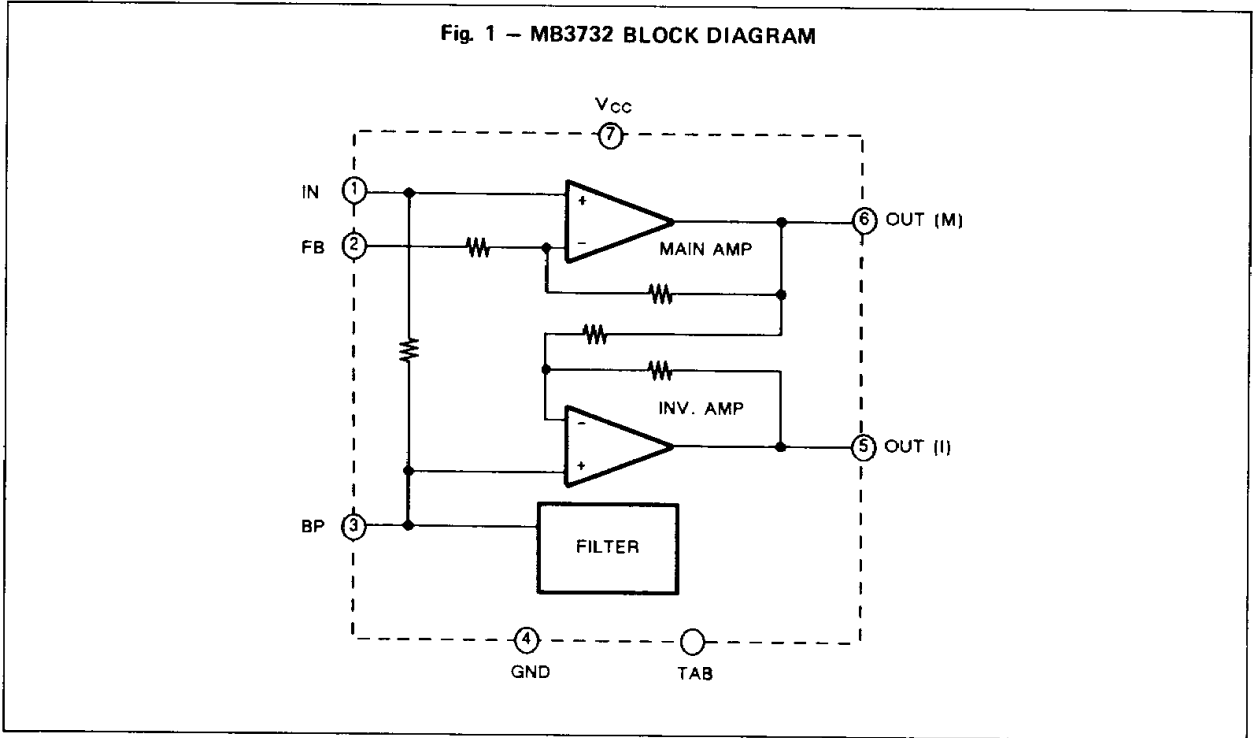 Fig. 1 – MB3732 BLOCK DIAGRAM
VCC
7
IN 1
+
6 OUT (M)
FB 2
−
MAIN AMP
INV. AMP
−
5 OUT (I)
+
BP 3
FILTER
4
GND
TAB